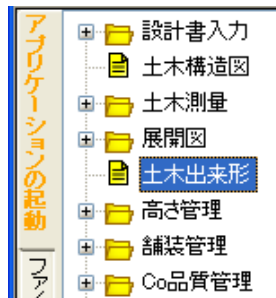 アプリケーションの起動
ファイ
設計書入力
土木構造図
土木測量
展開図
土木出来形
高さ管理
舗装管理
Co品質管理